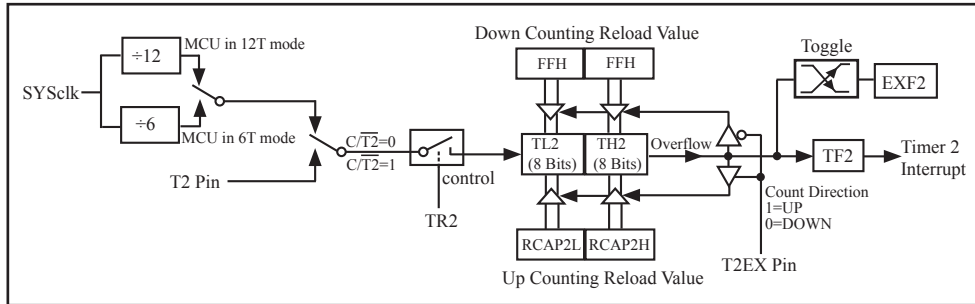 Down Counting Reload Value
Toggle
MCU in 12T mode
÷12
FFH
FFH
EXF2
SYSclk
÷6
MCU in 6T mode
C/T2=0
C/T2=1
TL2
(8 Bits)
TH2
(8 Bits)
Overflow
TF2
Timer 2
Interrupt
T2 Pin
control
TR2
Count Direction
1=UP
0=DOWN
RCAP2L
RCAP2H
T2EX Pin
Up Counting Reload Value